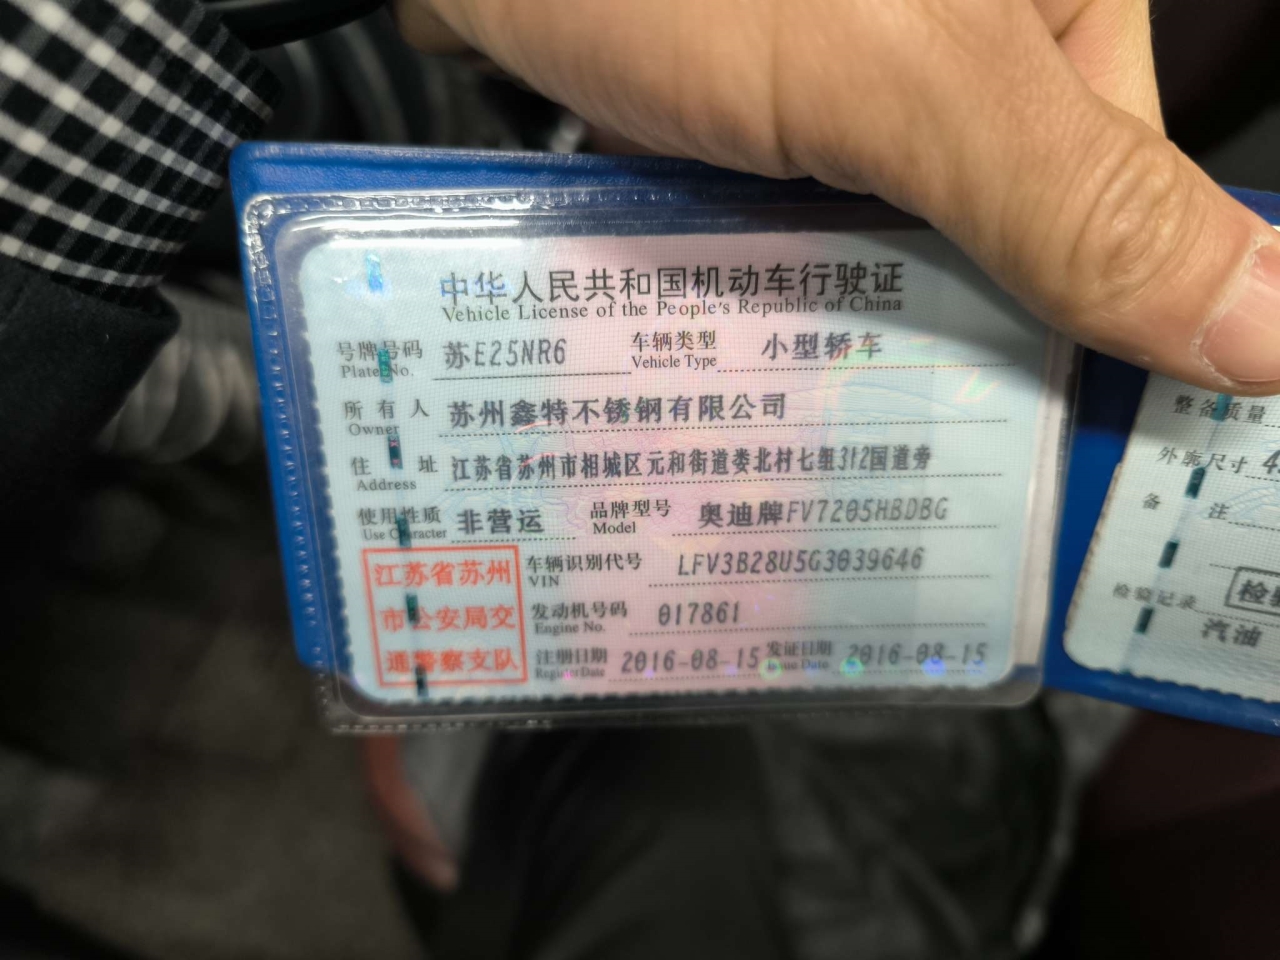 中华人民共和国机动车行驶证
Vehicle License of the People's Republic of China
号牌号码 苏E25NR6 车辆类型 小型轿车
Plate No. Vehicle Type
所有人 苏州鑫特不锈钢有限公司
Owner
住址 江苏省苏州市相城区元和街道娄北村七组312国道旁
Address
使用性质 非营运 品牌型号 奥迪牌FV7205HBDBG
Use Character Model
江苏省苏州
市公安局交
通警察支队
车辆识别代号 LFV3B28U5G3039646
VIN
发动机号码 017861
Engine No.
注册日期 2016-08-15 发证日期 2016-08-15
Register Date Issue Date
整备质量
外廓尺寸 4
备注
检验记录
汽油